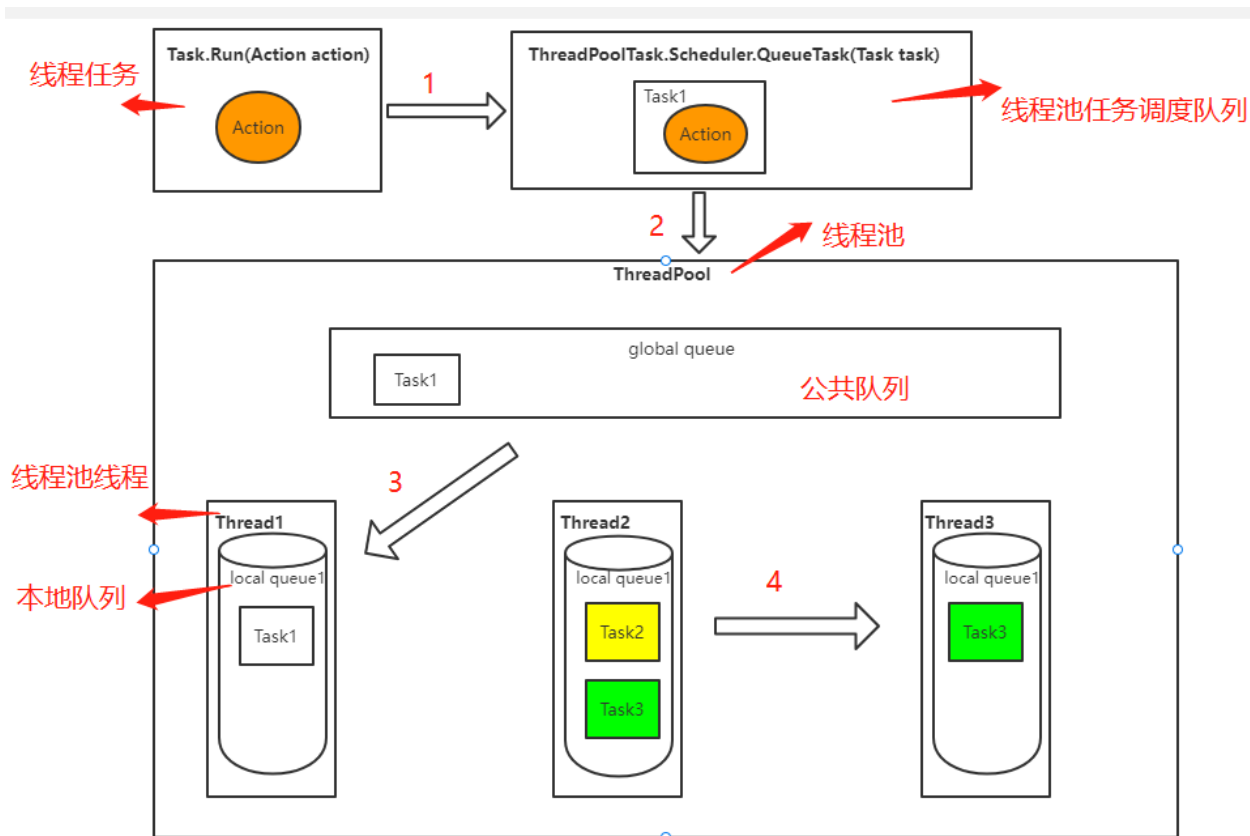 Task.Run(Action action)
ThreadPoolTask.Scheduler.QueueTask(Task task)
线程任务
1
Task1
Action
Action
线程池任务调度队列
2
线程池
ThreadPool
global queue
Task1
公共队列
线程池线程
3
Thread1
Thread2
Thread3
local queue1
local queue1
local queue1
4
本地队列
Task1
Task2
Task3
Task3